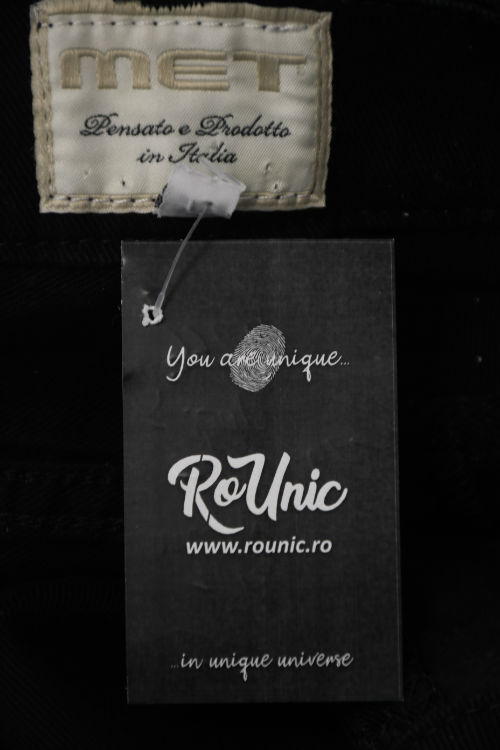 MET
Pensato e Prodotto
in Italia
You are unique...
RoUnic
www.rounic.ro
...in unique universe